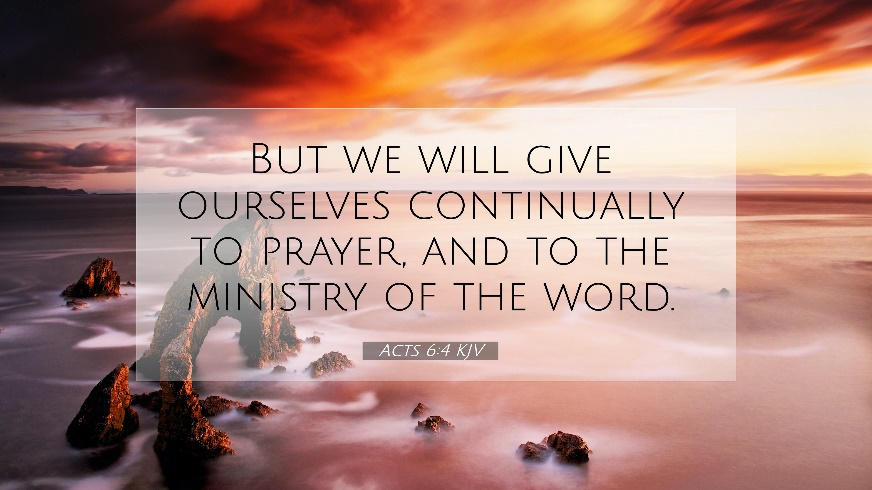 But we will give
ourselves continually
to prayer, and to the
ministry of the word.
Acts 6:4 KJV